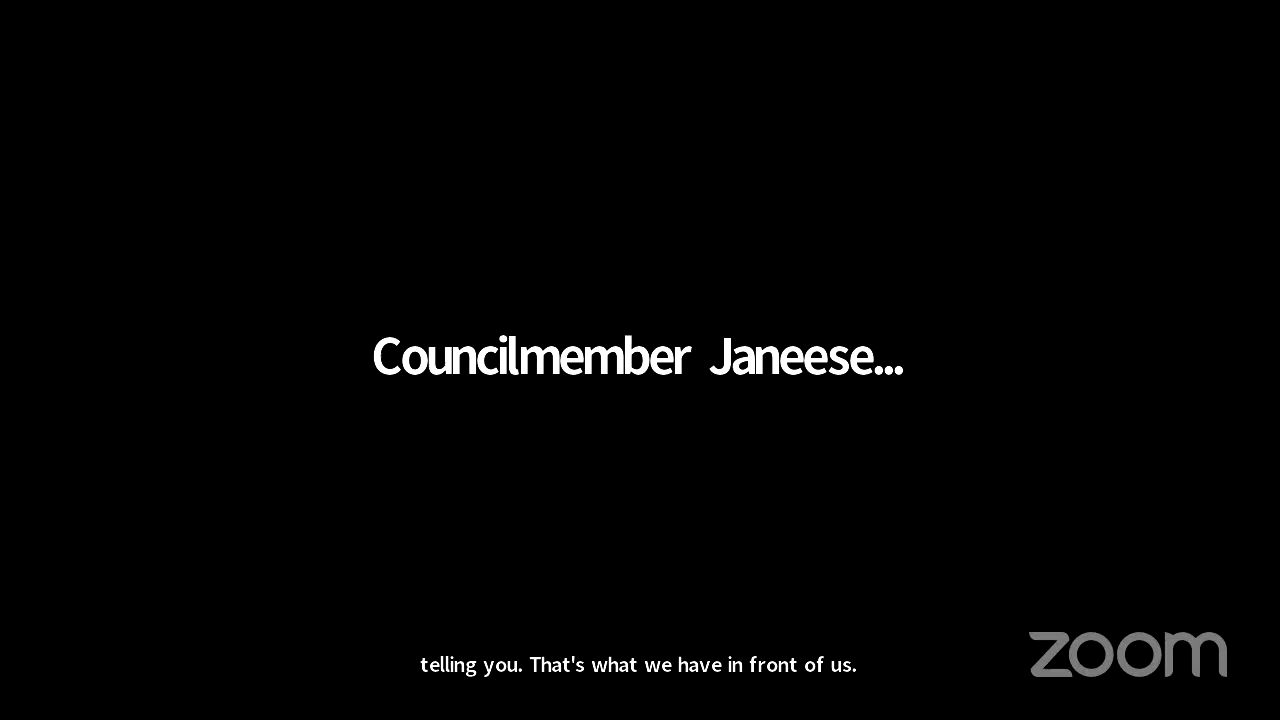 Councilmember Janeese...
telling you. That's what we have in front of us.
zoom